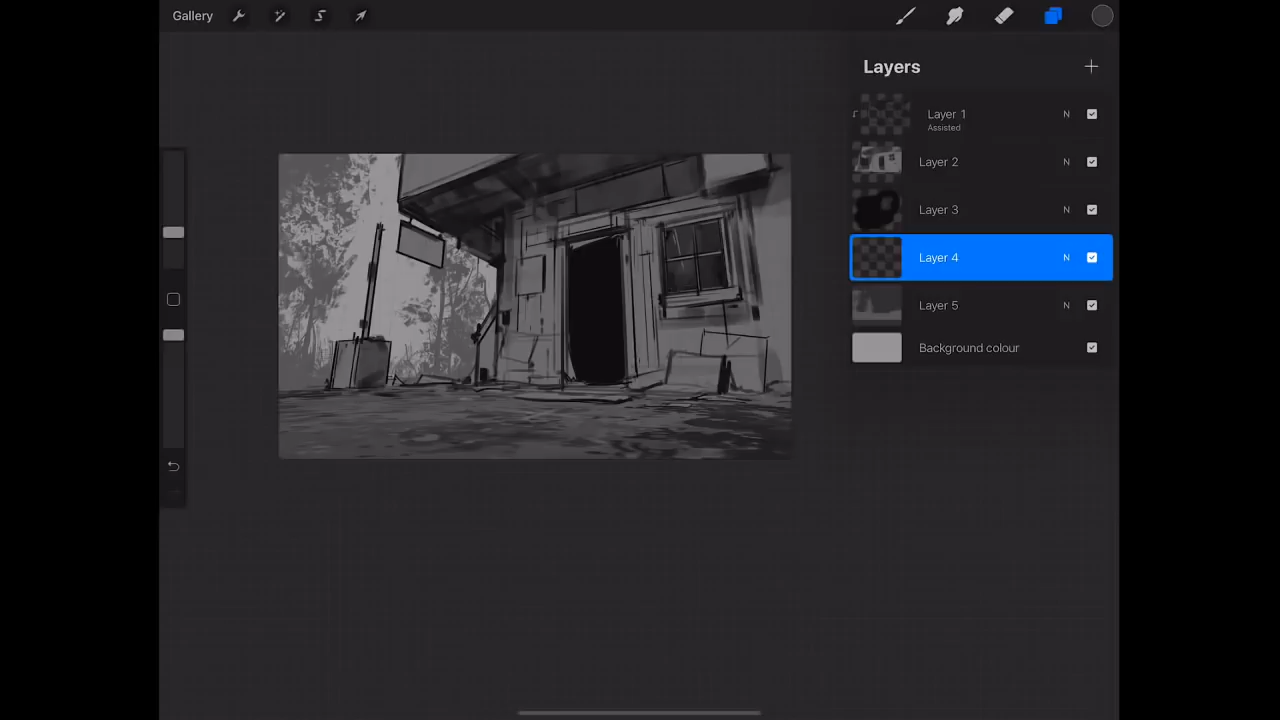 Gallery
Layers
Layer 1 N
Assisted
Layer 2 N
Layer 3 N
Layer 4 N
Layer 5 N
Background colour